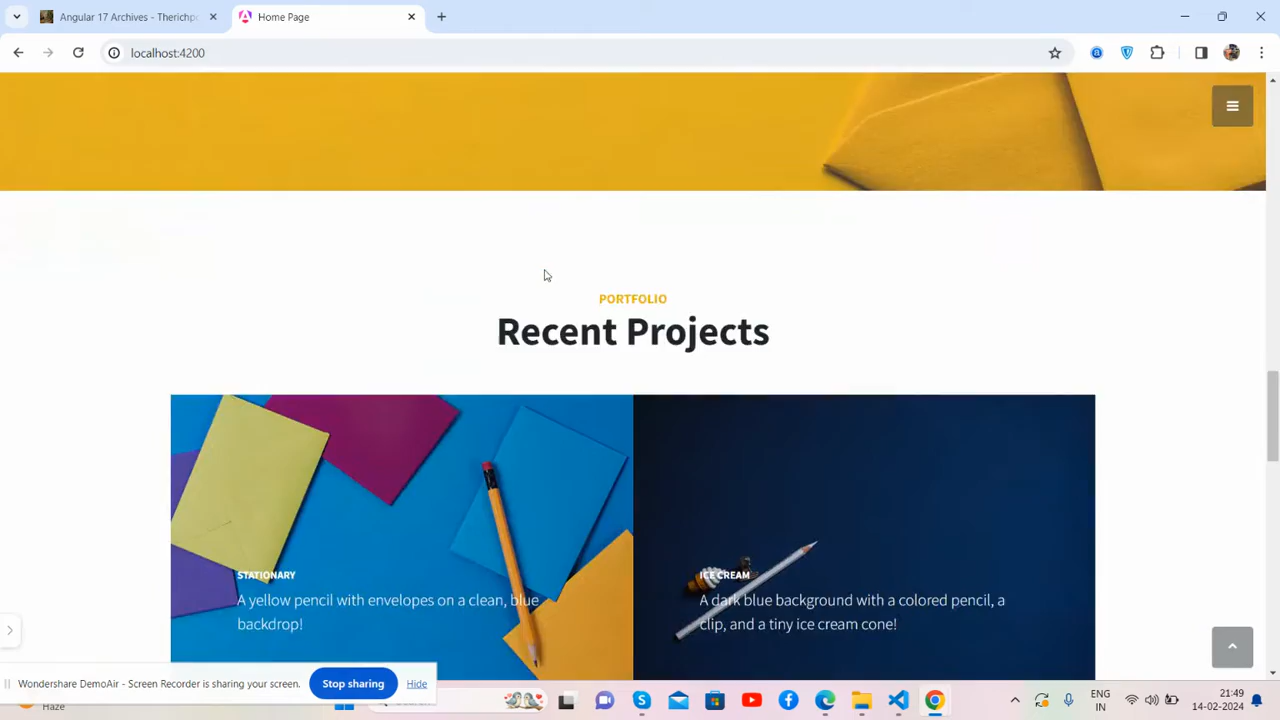 Angular 17 Archives - Therichpo
Home Page
localhost:4200
PORTFOLIO
Recent Projects
STATIONARY
A yellow pencil with envelopes on a clean, blue
backdrop!
ICE CREAM
A dark blue background with a colored pencil, a
clip, and a tiny ice cream cone!
Wondershare DemoAir - Screen Recorder is sharing your screen.
Stop sharing
Hide
Haze
ENG
IN
21:49
14-02-2024